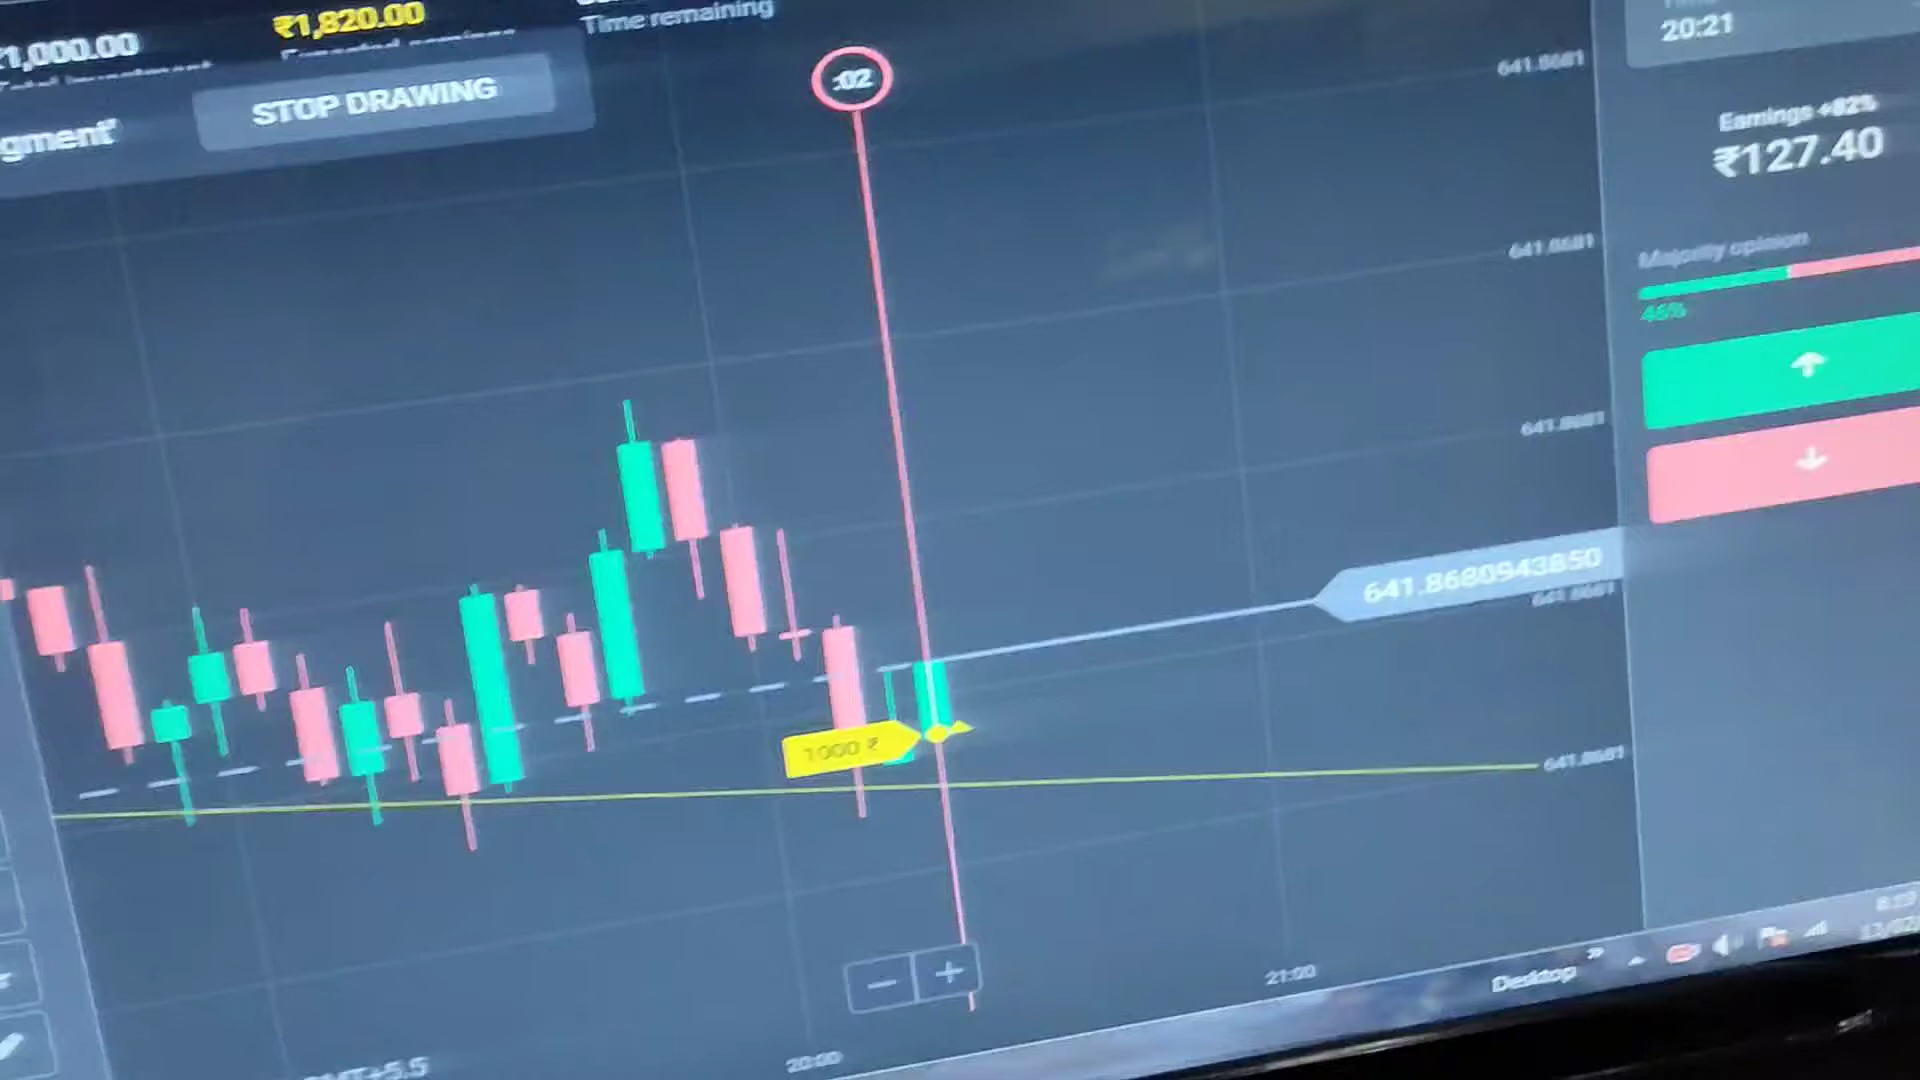 ₹1,000.00
₹1,820.00
Time remaining
STOP DRAWING
gment'
:02
641.8681
20:21
Earnings +82%
₹127.40
641.8681
Majority opinion
46%
641.8681
641.8680943850
641.8681
1000 ₹
641.8681
21:00
Desktop
20:00